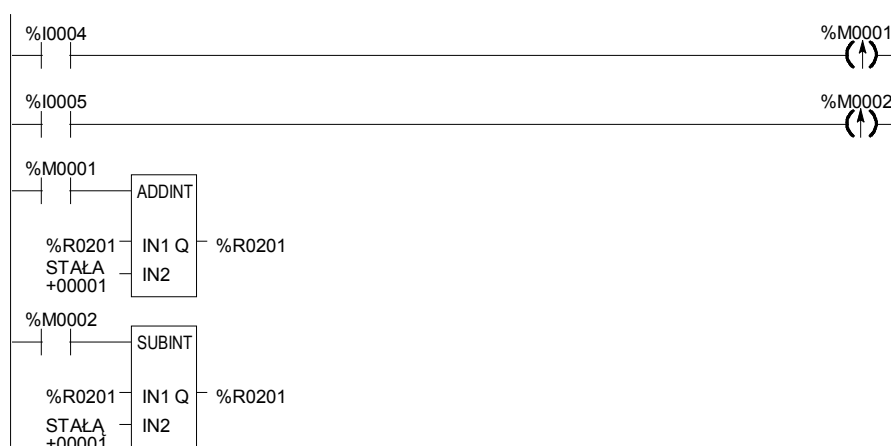 %I0004 %M0001
%I0005 %M0002
%M0001
ADDINT
%R0201 IN1 Q %R0201
STAŁA IN2
+00001
%M0002
SUBINT
%R0201 IN1 Q %R0201
STAŁĄ IN2
+00001